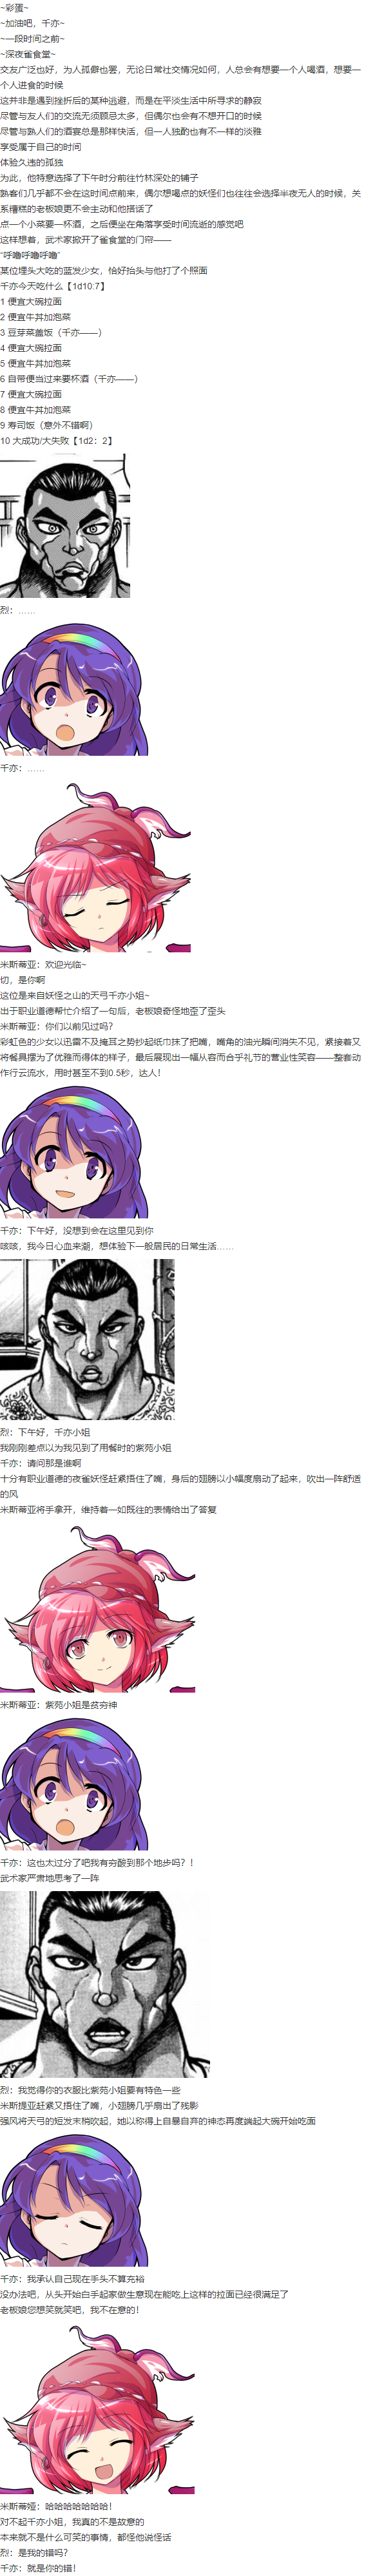 ~彩蛋~
~加油吧，千亦~
~一段时间之前~
~深夜雀食堂~
交友广泛也好，为人孤僻也罢，无论日常社交情况如何，人总会有想要一个人喝酒，想要一
个人进食的时候
这并非是遇到挫折后的某种逃避，而是在平淡生活中所寻求的静寂
尽管与友人们的交流无须顾忌太多，但偶尔也会有不想开口的时候
尽管与熟人们的酒宴总是那样快活，但一人独酌也有不一样的淡雅
享受属于自己的时间
体验久违的孤独
为此，他特意选择了下午时分前往竹林深处的铺子
熟客们几乎都不会在这时间点前来，偶尔想喝点的妖怪们也往往会选择半夜无人的时候，关
系糟糕的老板娘更不会主动和他搭话了
点一个小菜要一杯酒，之后便坐在角落享受时间流逝的感觉吧
这样想着，武术家掀开了雀食堂的门帘——
“呼噜呼噜呼噜”
某位埋头大吃的蓝发少女，恰好抬头与他打了个照面
千亦今天吃什么【1d10:7】
1 便宜大碗拉面
2 便宜牛丼加泡菜
3 豆芽菜盖饭（千亦——）
4 便宜大碗拉面
5 便宜牛丼加泡菜
6 自带便当过来要杯酒（千亦——）
7 便宜大碗拉面
8 便宜牛丼加泡菜
9 寿司饭（意外不错啊）
10 大成功/大失败【1d2：2】
烈：……
千亦：……
米斯蒂亚：欢迎光临~
切，是你啊
这位是来自妖怪之山的天弓千亦小姐~
出于职业道德帮忙介绍了一句后，老板娘奇怪地歪了歪头
米斯蒂亚：你们以前见过吗？
彩虹色的少女以迅雷不及掩耳之势抄起纸巾抹了把嘴，嘴角的油光瞬间消失不见，紧接着又
将餐具摆为了优雅而得体的样子，最后展现出一幅从容而合乎礼节的营业性笑容——整套动
作行云流水，用时甚至不到0.5秒，达人！
千亦：下午好，没想到会在这里见到你
咳咳，我今日心血来潮，想体验下一般居民的日常生活……
烈：下午好，千亦小姐
我刚刚差点以为我见到了用餐时的紫苑小姐
千亦：请问那是谁啊
十分有职业道德的夜雀妖怪赶紧捂住了嘴，身后的翅膀以小幅度扇动了起来，吹出一阵舒适
的风
米斯蒂亚将手拿开，维持着一如既往的表情给出了答复
米斯蒂亚：紫苑小姐是贫穷神
千亦：这也太过分了吧我有穷酸到那个地步吗？！
武术家严肃地思考了一阵
烈：我觉得你的衣服比紫苑小姐要有特色一些
米斯提亚赶紧又捂住了嘴，小翅膀几乎扇出了残影
强风将天弓的短发末梢吹起，她以称得上自暴自弃的神态再度端起大碗开始吃面
千亦：我承认自己现在手头不算充裕
没办法吧，从头开始白手起家做生意现在能吃上这样的拉面已经很满足了
老板娘您想笑就笑吧，我不在意的！
米斯蒂娅：哈哈哈哈哈哈哈！
对不起千亦小姐，我真的不是故意的
本来就不是什么可笑的事情，都怪他说怪话
烈：是我的错吗？
千亦：就是你的错！